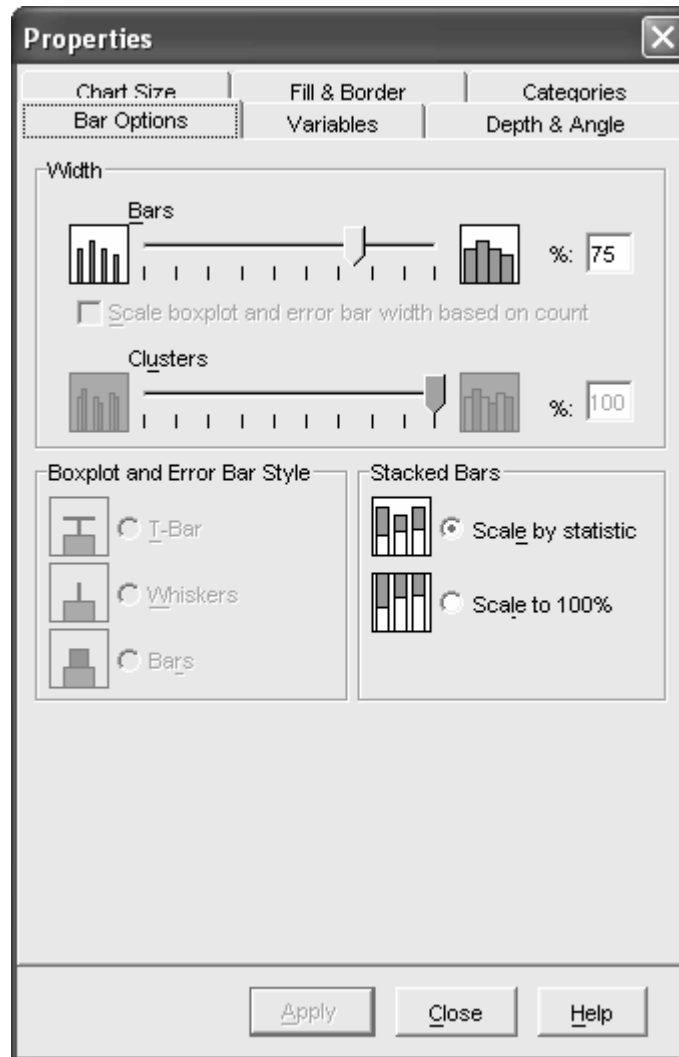 Properties
Chart Size Fill & Border Categories
Bar Options Variables Depth & Angle
Width
Bars
%: 75
Scale boxplot and error bar width based on count
Clusters
%: 100
Boxplot and Error Bar Style Stacked Bars
T-Bar Scale by statistic
Whiskers Scale to 100%
Bars
Apply Close Help